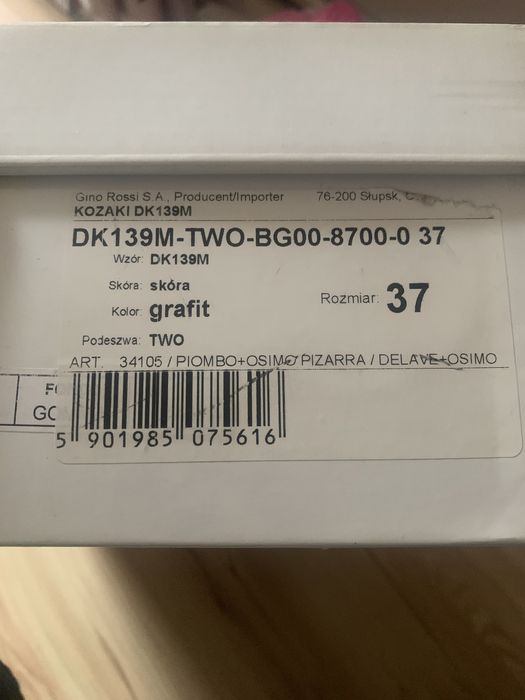 Gino Rossi S.A., Producent/Importer 76-200 Słupsk,
KOZAKI DK139M
DK139M-TWO-BG00-8700-0 37
Wzór: DK139M
Skóra: skóra
Kolor: grafit
Rozmiar: 37
Podeszwa: TWO
ART. 34105 / PIOMBO+OSIMO PIZARRA / DELAVE+OSIMO
5 901985 075616